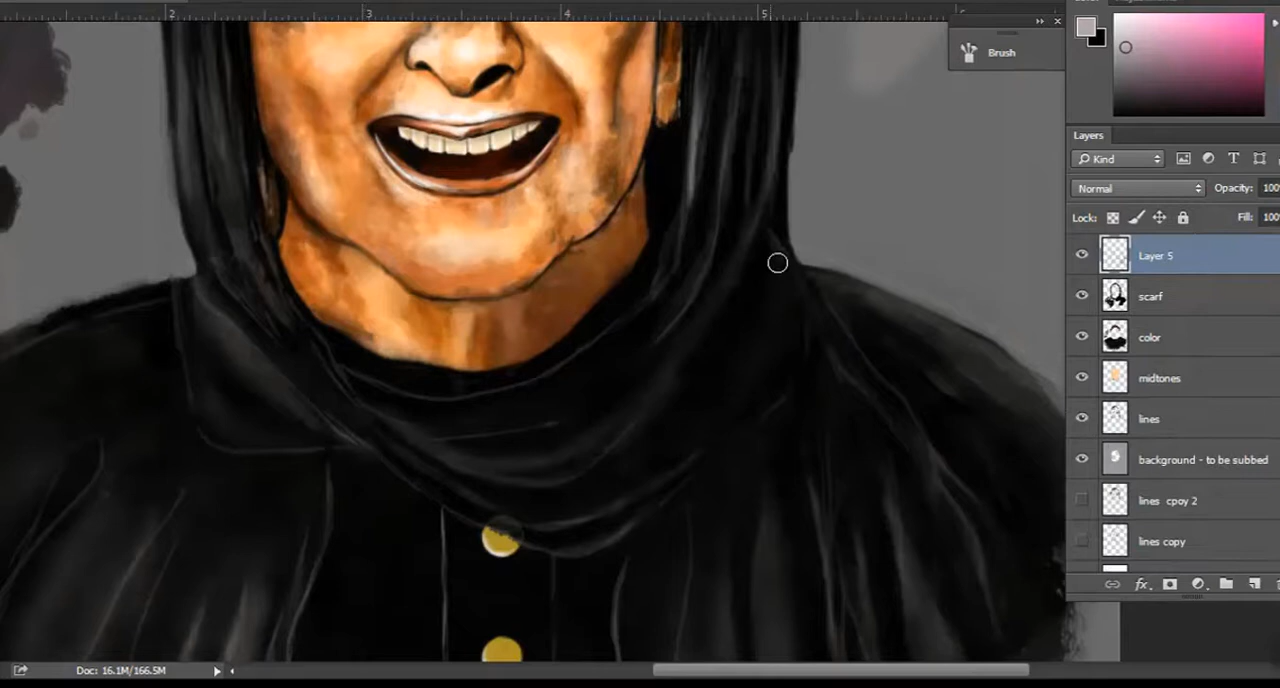 2 3 4 5
Brush
Layers
Kind
Normal Opacity: 100
Lock: Fill: 100
Layer 5
scarf
color
midtones
lines
background - to be subbed
lines cpoy 2
lines copy
Doc: 16.1M/166.5M